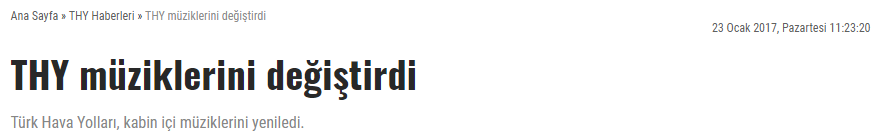 Ana Sayfa » THY Haberleri » THY müziklerini değiştirdi
23 Ocak 2017, Pazartesi 11:23:20
THY müziklerini değiştirdi
Türk Hava Yolları, kabin içi müziklerini yeniledi.